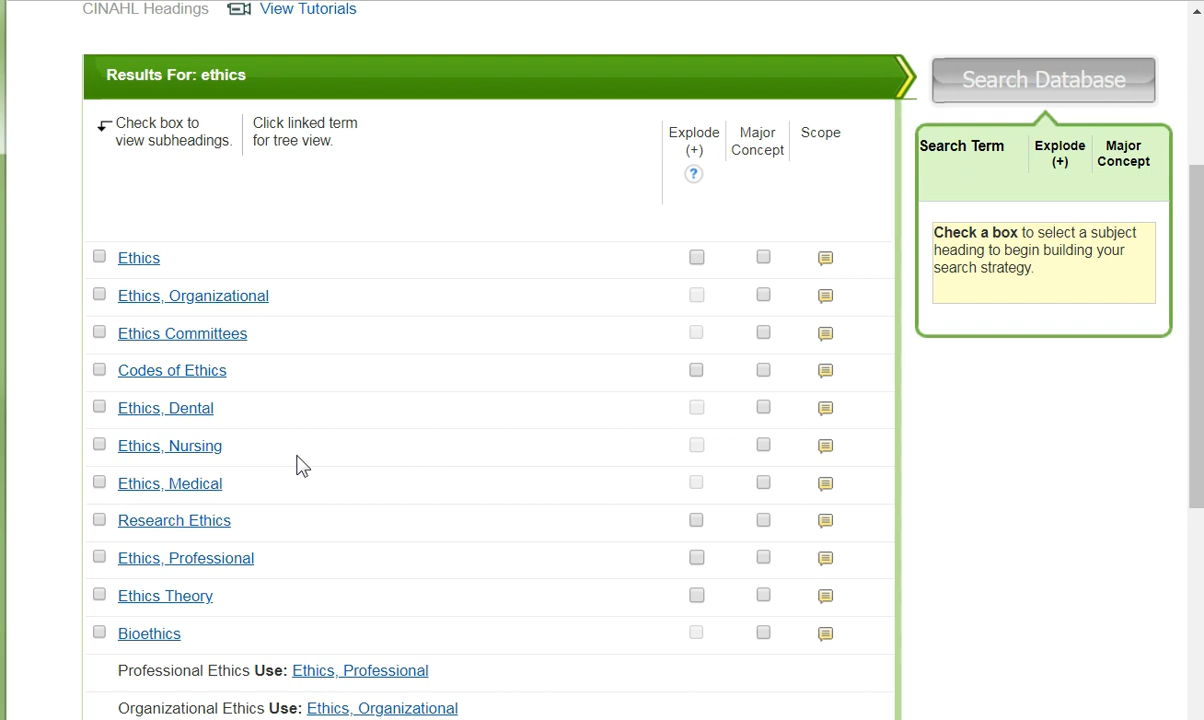 CINAHL Headings View Tutorials
Results For: ethics
Search Database
Check box to
view subheadings.
Click linked term
for tree view.
Explode
(+)
?
Major
Concept
Scope
Search Term
Explode
(+)
Major
Concept
Check a box to select a subject
heading to begin building your
search strategy.
Ethics
Ethics, Organizational
Ethics Committees
Codes of Ethics
Ethics, Dental
Ethics, Nursing
Ethics, Medical
Research Ethics
Ethics, Professional
Ethics Theory
Bioethics
Professional Ethics Use: Ethics, Professional
Organizational Ethics Use: Ethics, Organizational